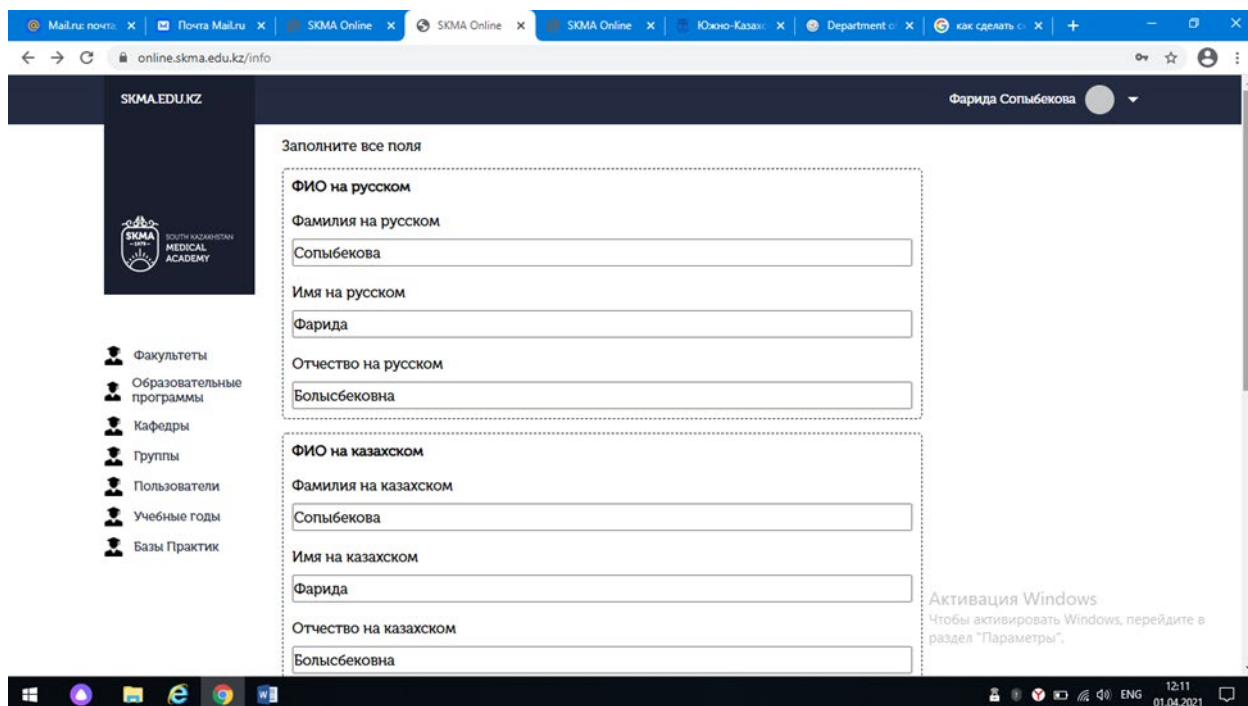 Mail.ru: почта
Почта Mail.ru
SKMA Online
SKMA Online
SKMA Online
Южно-Казахс
Department o
как сделать с
online.skma.edu.kz/info
SKMA.EDU.KZ
Фарида Сопыбекова
SKMA
-1979-
SOUTH KAZAKHSTAN
MEDICAL
ACADEMY
Факультеты
Образовательные
программы
Кафедры
Группы
Пользователи
Учебные годы
Базы Практик
Заполните все поля
ФИО на русском
Фамилия на русском
Сопыбекова
Имя на русском
Фарида
Отчество на русском
Болысбековна
ФИО на казахском
Фамилия на казахском
Сопыбекова
Имя на казахском
Фарида
Отчество на казахском
Болысбековна
Активация Windows
Чтобы активировать Windows, перейдите в
раздел "Параметры".
ENG
12:11
01.04.2021